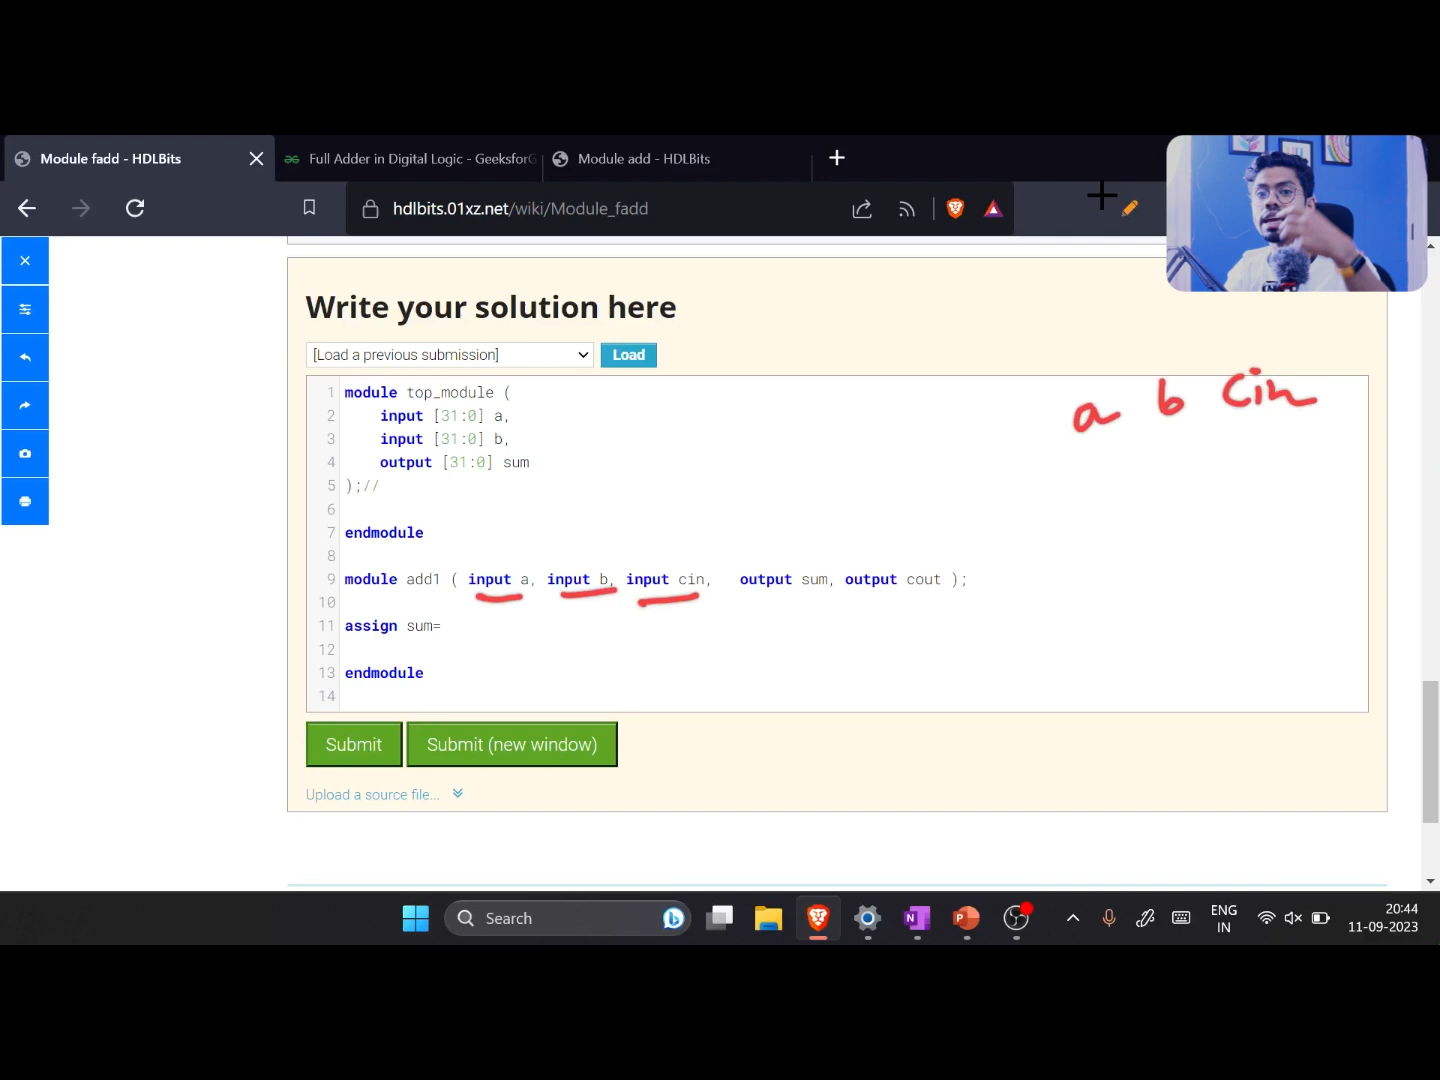 Module fadd - HDLBits
Full Adder in Digital Logic - GeeksforG
Module add - HDLBits
hdlbits.01xz.net/wiki/Module_fadd
Write your solution here
[Load a previous submission]
Load
a b Cin
1 module top_module (
2 input [31:0] a,
3 input [31:0] b,
4 output [31:0] sum
5 );//
6
7 endmodule
8
9 module add1 ( input a, input b, input cin,   output sum, output cout );
10
11 assign sum=
12
13 endmodule
14
Submit
Submit (new window)
Upload a source file...
Search
ENG
IN
20:44
11-09-2023